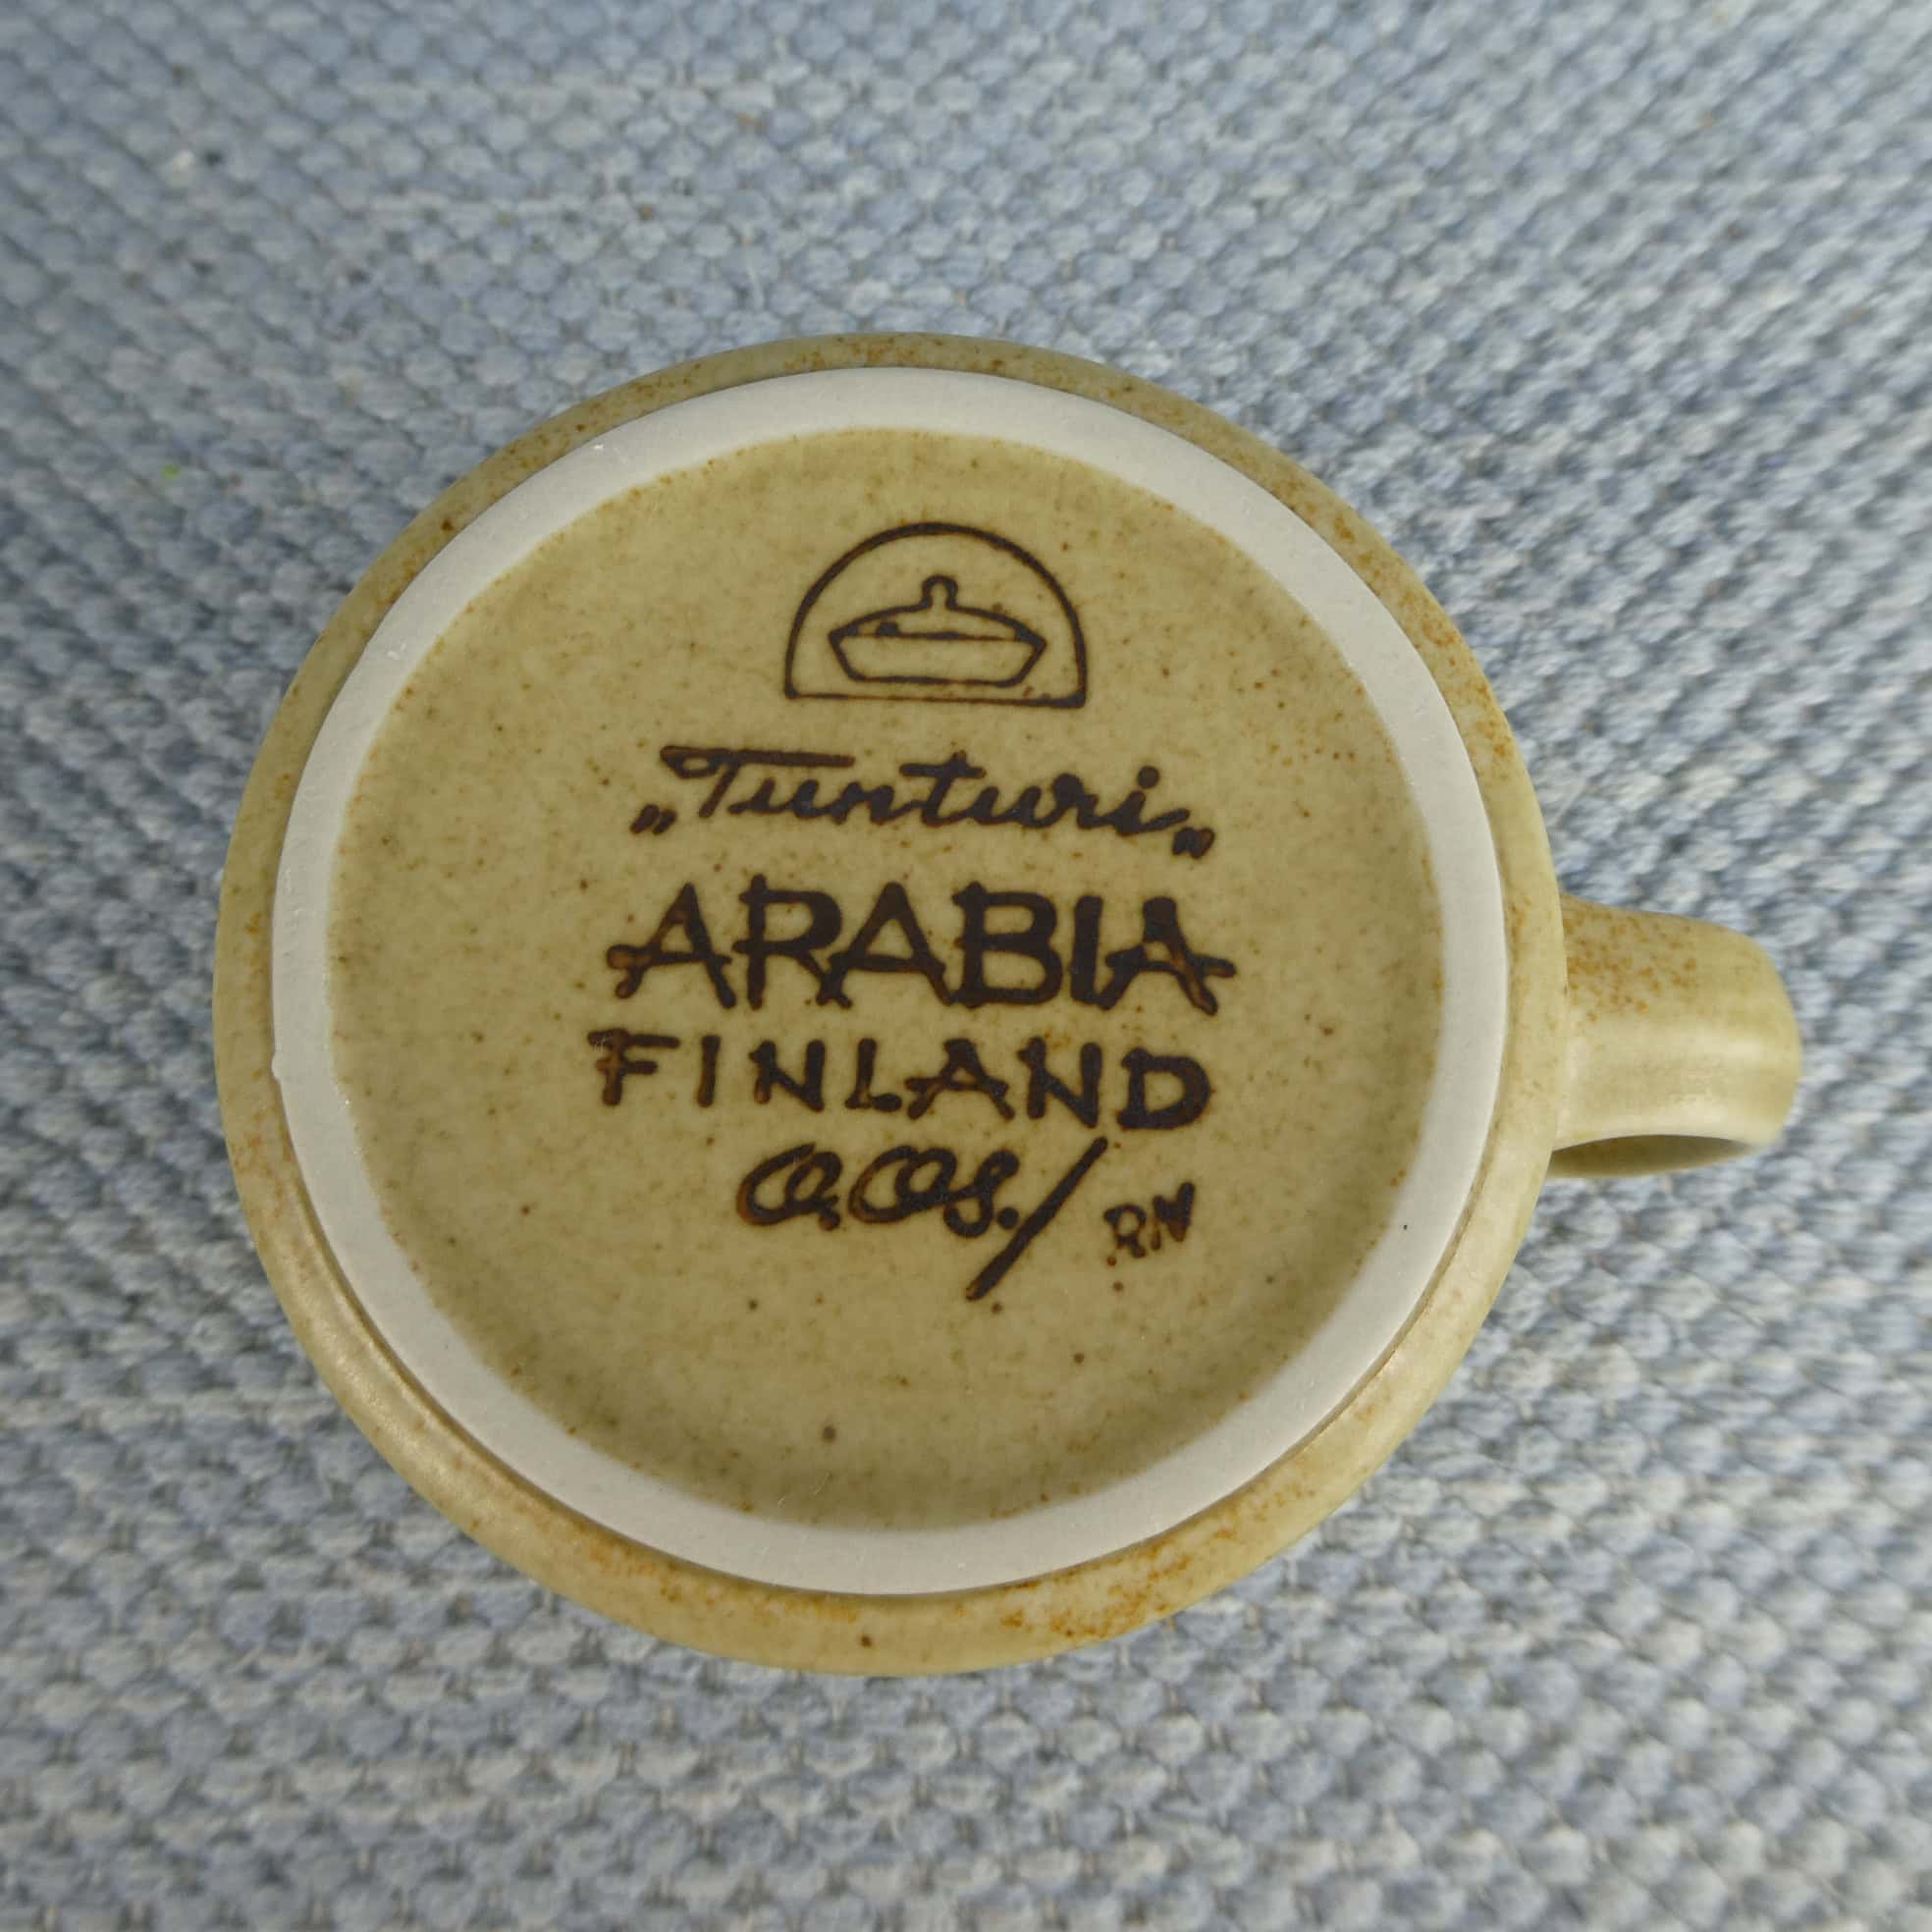 „Tunturi„
ARABIA
FINLAND
O.Os./ RN